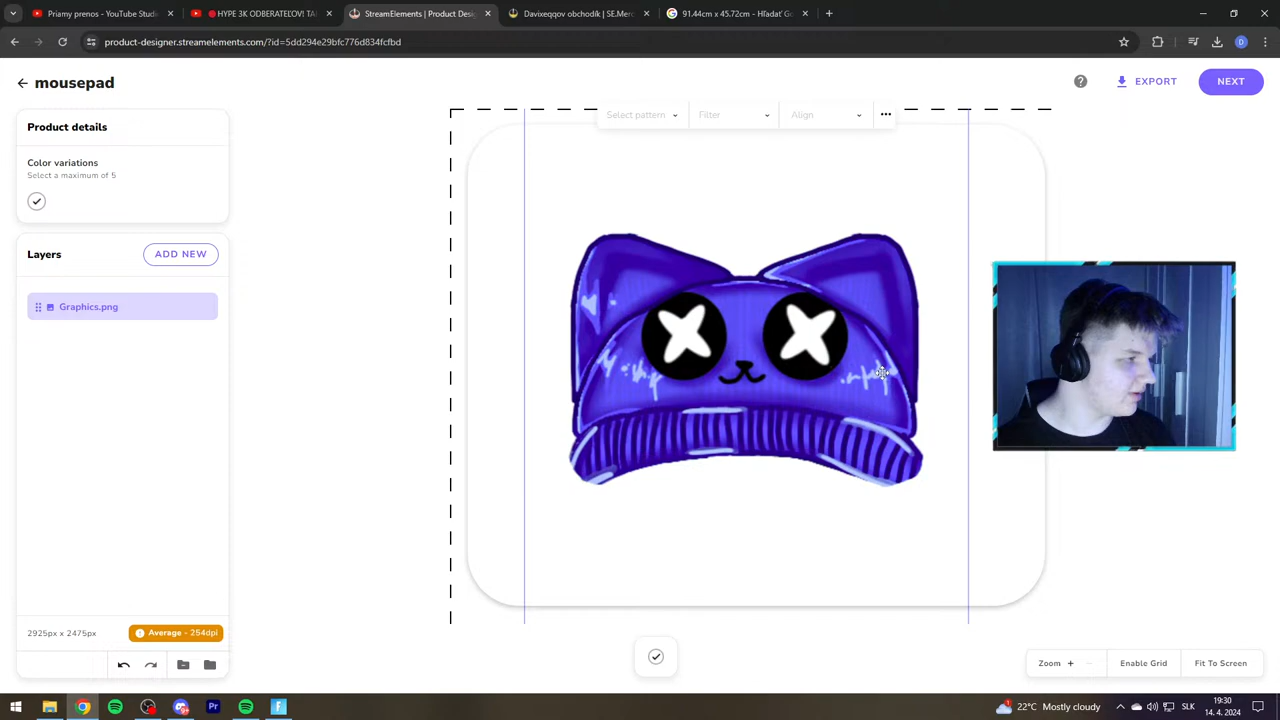 Priamy prenos - YouTube Studio
HYPE 3K ODBERATEĽOV! TA
StreamElements | Product Desig
Davixeqqov obchodík | SE.Merc
91.44cm x 45.72cm - Hľadať Go
product-designer.streamelements.com/?id=5dd294e29bfc776d834fcfbd
D
mousepad
EXPORT
NEXT
Product details
Select pattern
Filter
Align
Color variations
Select a maximum of 5
Layers
ADD NEW
Graphics.png
2925px x 2475px
Average - 254dpi
Zoom + −
Enable Grid
Fit To Screen
Pr
22°C Mostly cloudy
SLK
19:30
14. 4. 2024